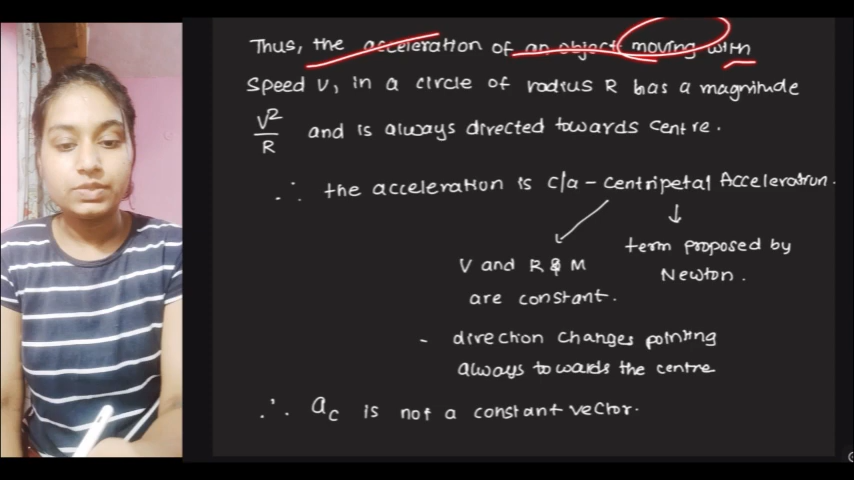 Thus, the acceleration of an object moving with
speed V, in a circle of radius R has a magnitude
V²/R and is always directed towards centre.
∴ the acceleration is c/a - centripetal Acceleration.
V and R & M
are constant.
term proposed by
Newton.
- direction changes pointing
always towards the centre
∴ ac is not a constant vector.